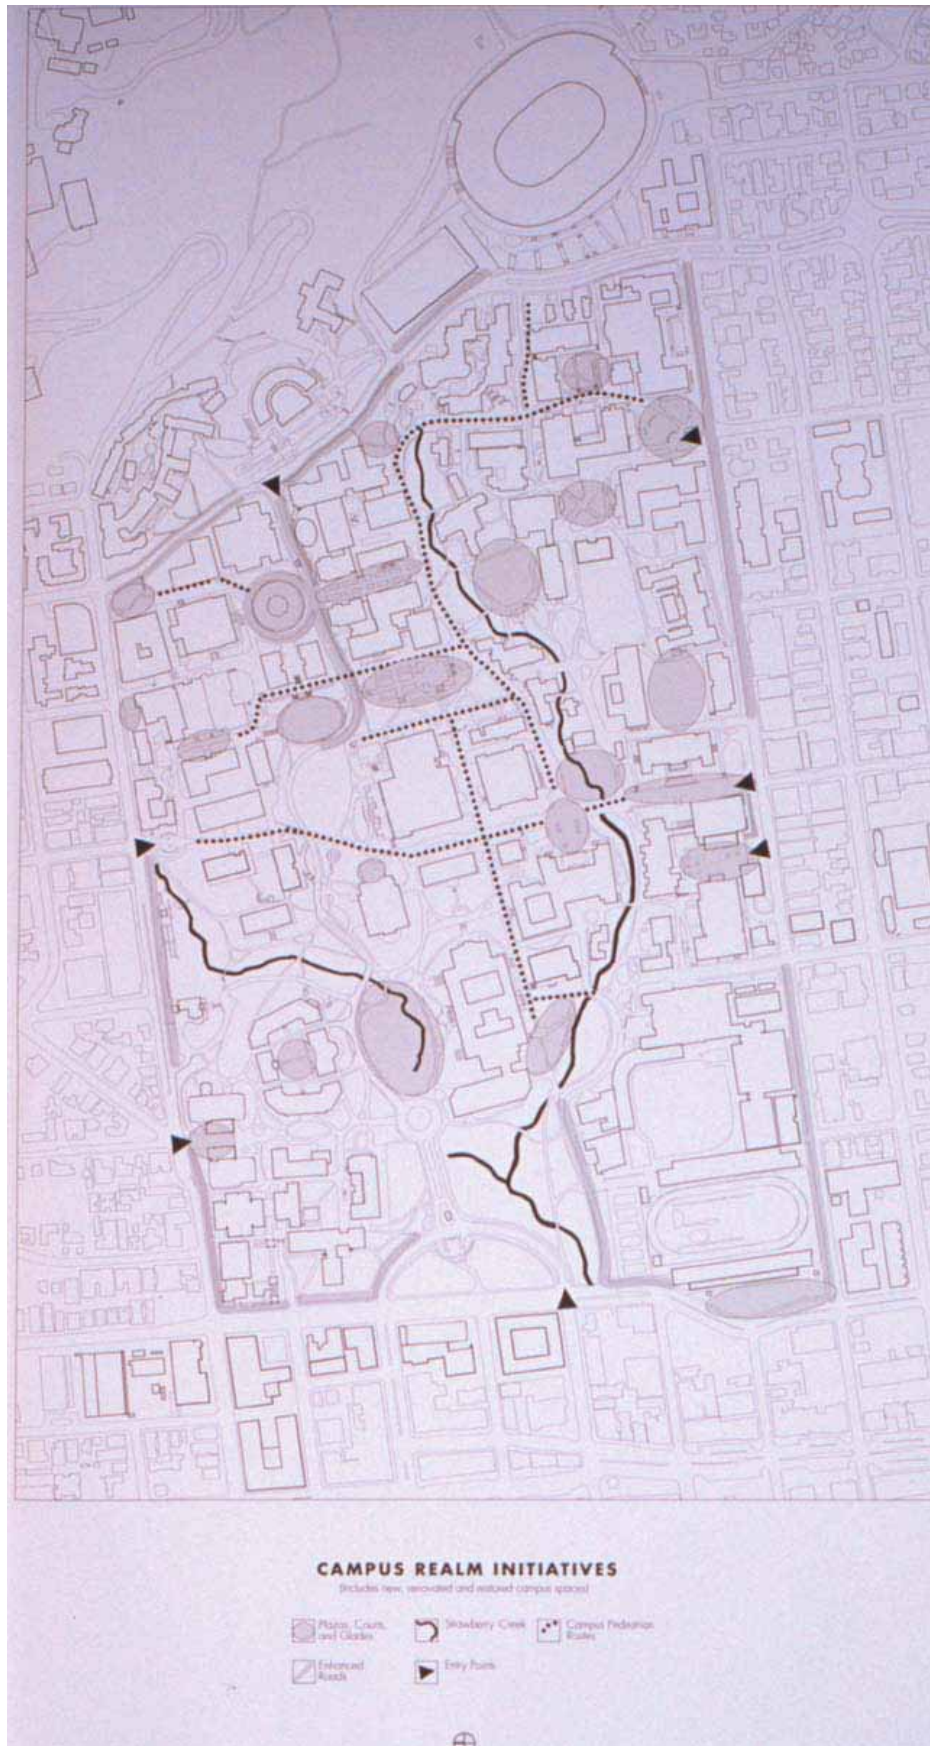 CAMPUS REALM INITIATIVES
(Includes new, renovated and restored campus spaces)
Plazas, Courts,
and Glades
Strawberry Creek
Campus Pedestrian
Routes
Enhanced
Roads
Entry Points